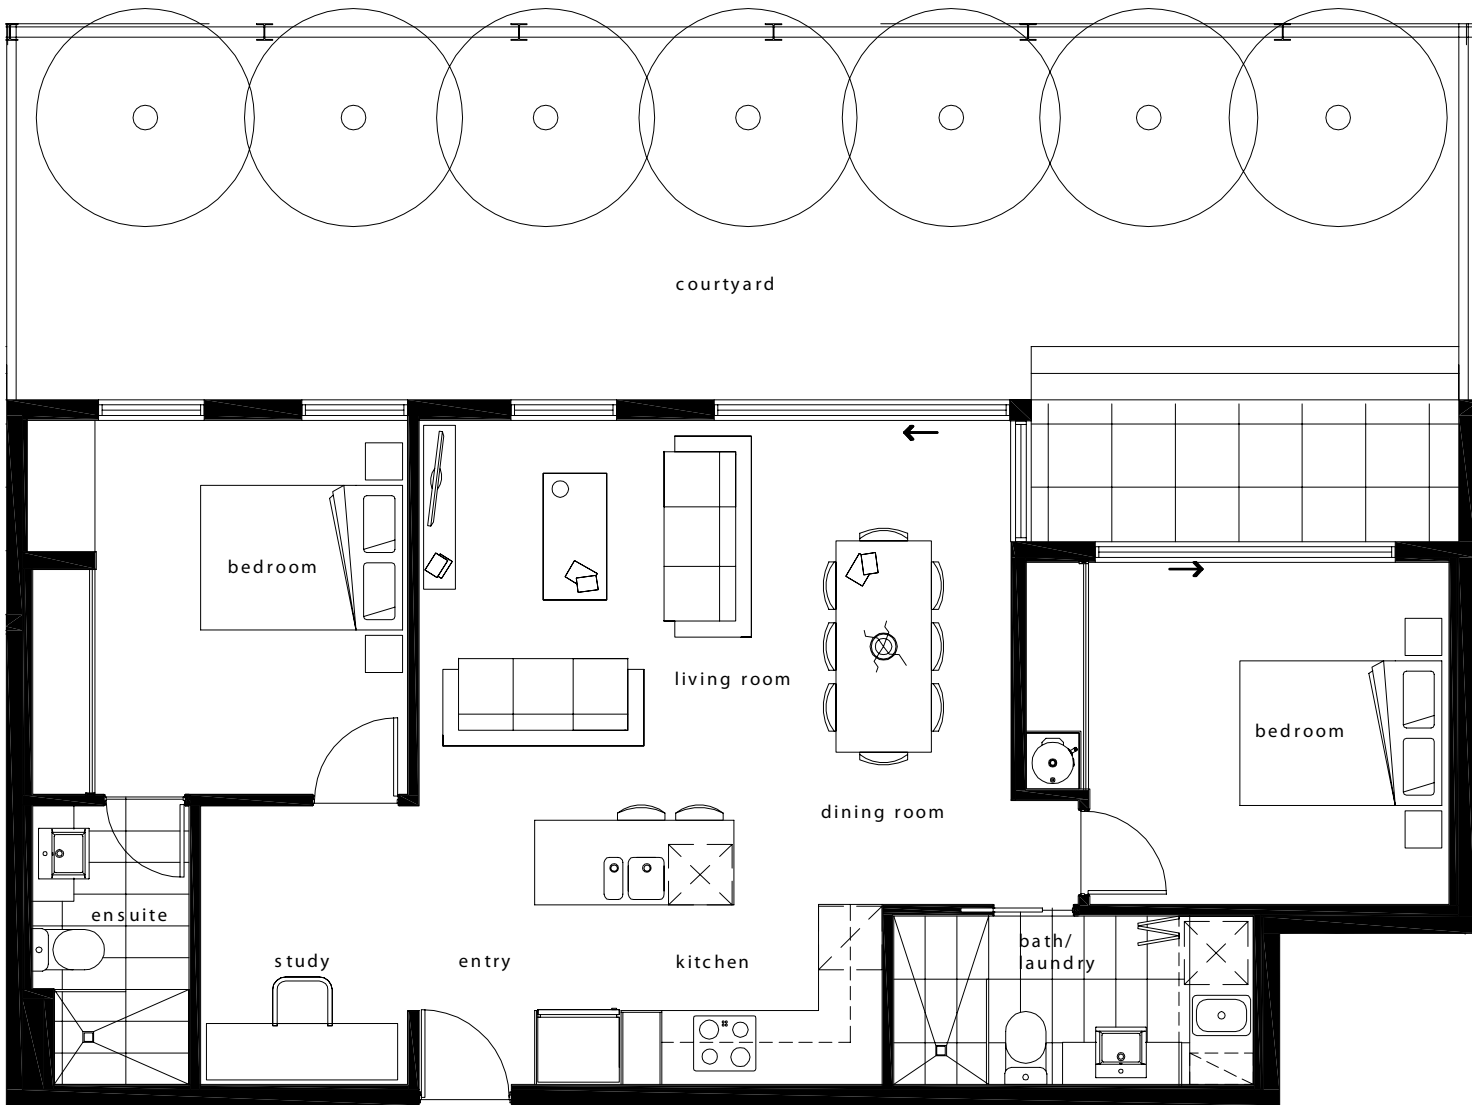 courtyard
bedroom
living room
bedroom
dining room
ensuite
study
entry
kitchen
bath/
laundry